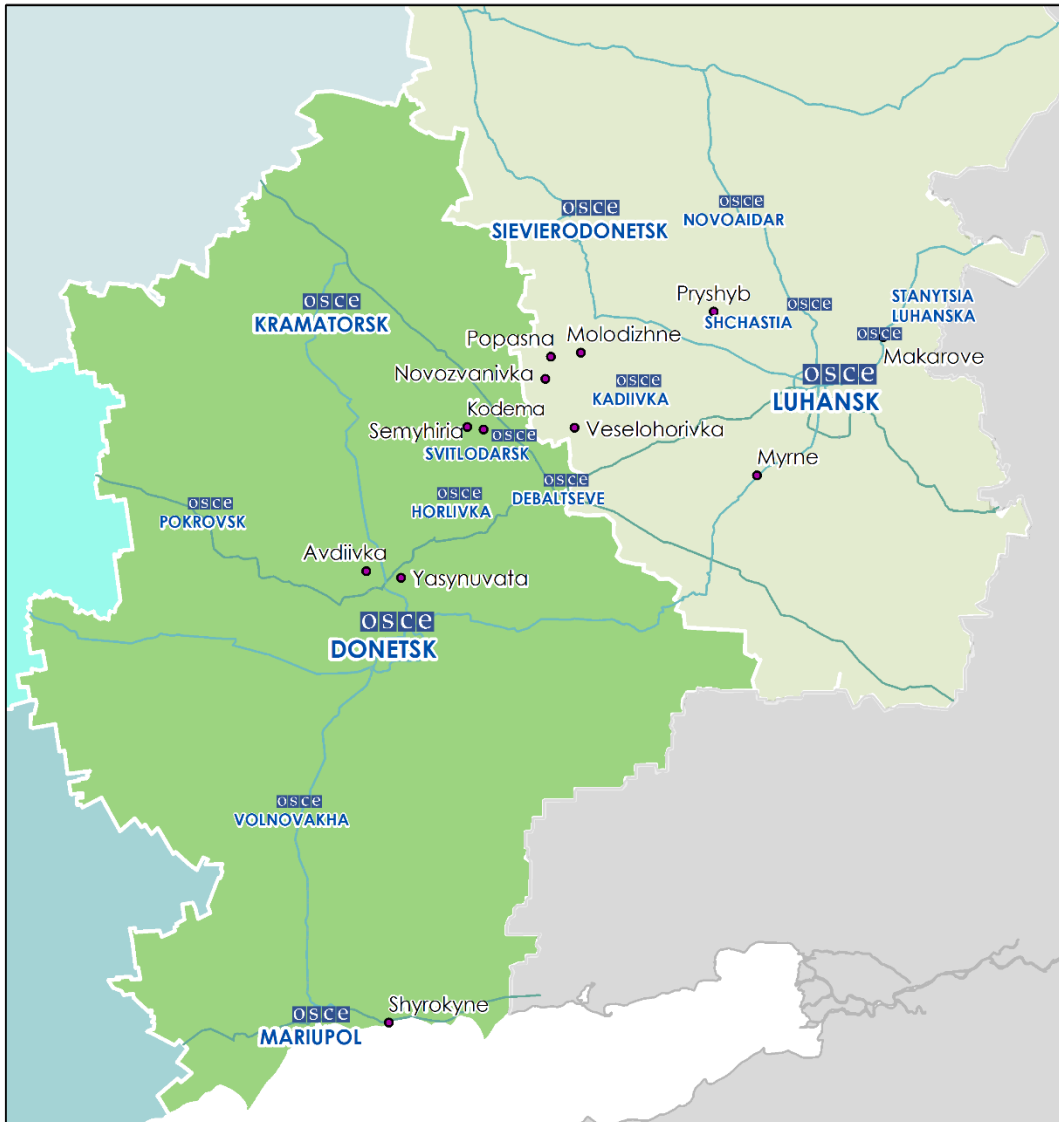 osce
SIEVIERODONETSK
osce
NOVOAIDAR
osce
KRAMATORSK
Pryshyb
SHCHASTIA
osce
STANYTSIA
LUHANSKA
osce
Makarove
Popasna
Molodizhne
Novozvanivka
osce
KADIIVKA
osce
LUHANSK
Kodema
Semyhiria
osce
SVITLODARSK
Veselohorivka
Myrne
osce
DEBALTSEVE
osce
HORLIVKA
osce
POKROVSK
Avdiivka
Yasynuvata
osce
DONETSK
osce
VOLNOVAKHA
Shyrokyne
osce
MARIUPOL